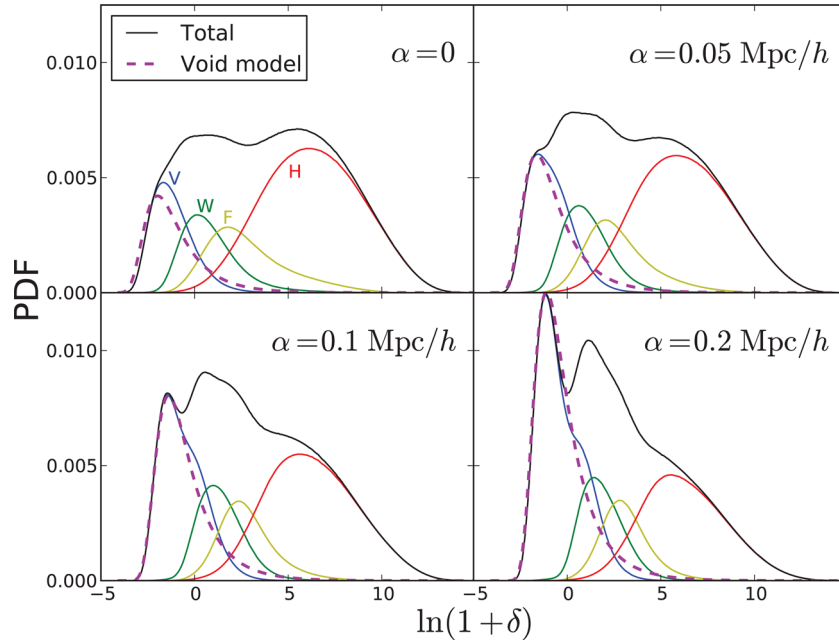 Total
Void model
α=0
α=0.05 Mpc/h
V
W
F
H
0.010
0.005
0.000
PDF
α=0.1 Mpc/h
α=0.2 Mpc/h
0.010
0.005
0.000
−5 0 5 10 0 5 10
ln(1+δ)